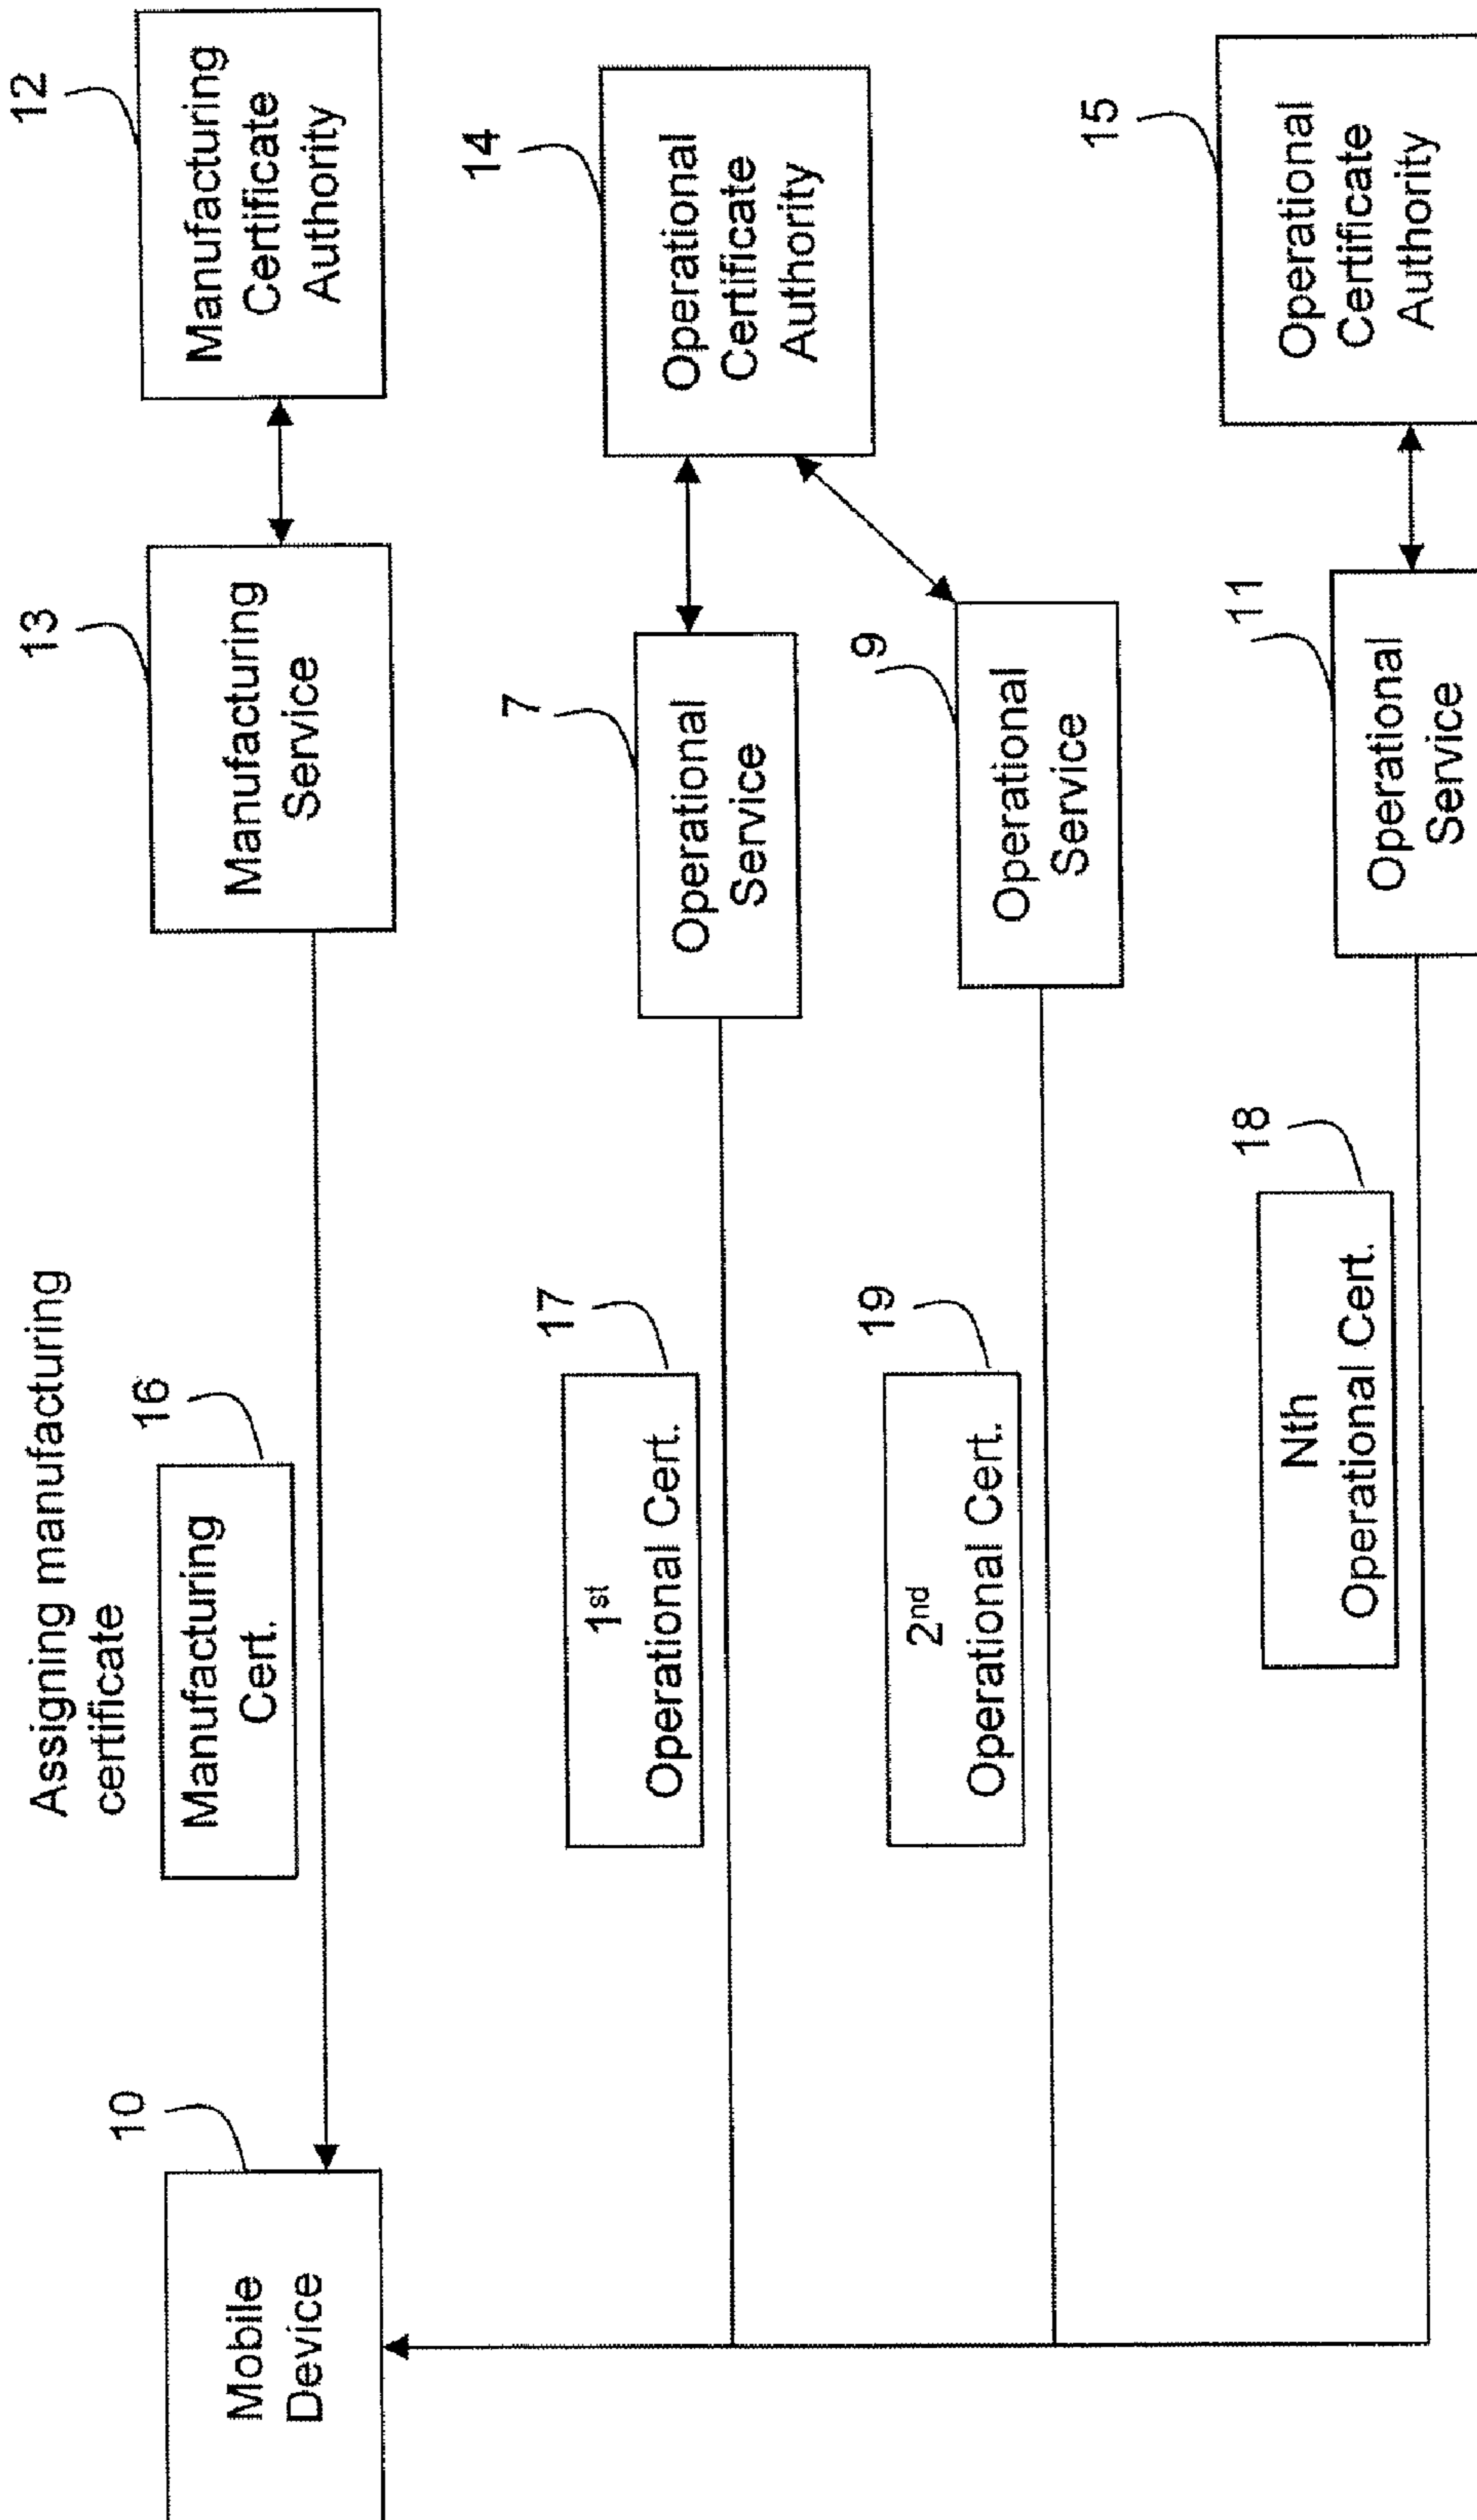 Assigning manufacturing
certificate
10
Mobile
Device
16
Manufacturing
Cert.
13
Manufacturing
Service
12
Manufacturing
Certificate
Authority
17
1st
Operational Cert.
7
Operational
Service
14
Operational
Certificate
Authority
19
2nd
Operational Cert.
9
Operational
Service
18
Nth
Operational Cert.
11
Operational
Service
15
Operational
Certificate
Authority